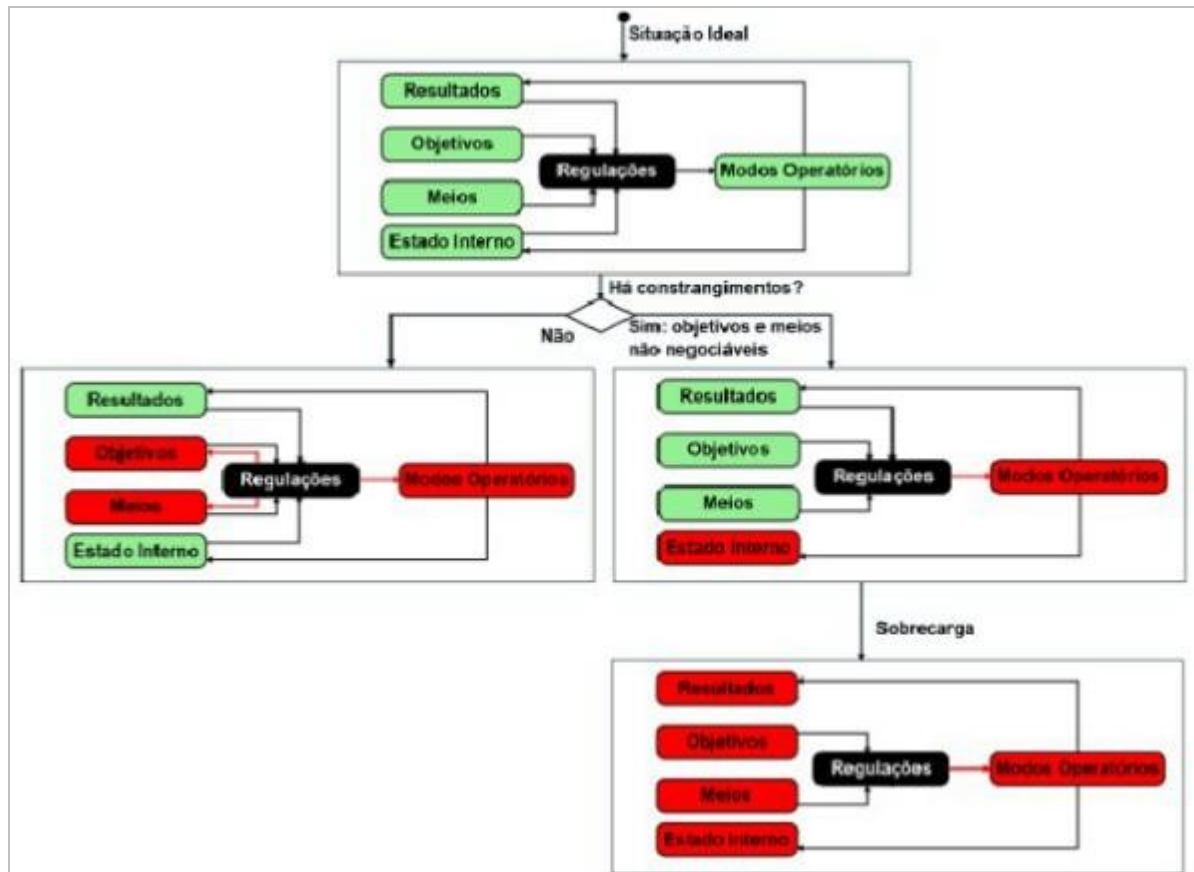 Situação Ideal
Resultados
Objetivos
Regulações
Modos Operatórios
Meios
Estado Interno
Há constrangimentos?
Não
Sim: objetivos e meios
não negociáveis
Resultados
Objetivos
Regulações
Modos Operatórios
Meios
Estado Interno
Resultados
Objetivos
Regulações
Modos Operatórios
Meios
Estado Interno
Sobrecarga
Resultados
Objetivos
Regulações
Modos Operatórios
Meios
Estado Interno